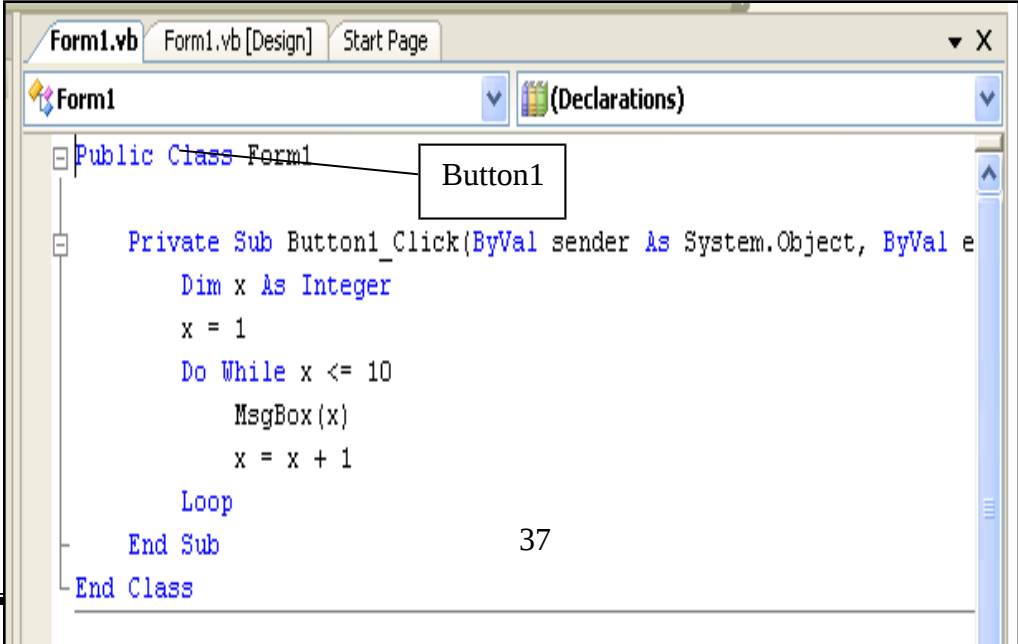 Form1.vb Form1.vb [Design] Start Page
Form1 (Declarations)
Public Class Form1
Button1
Private Sub Button1_Click(ByVal sender As System.Object, ByVal e
Dim x As Integer
x = 1
Do While x <= 10
MsgBox(x)
x = x + 1
Loop
End Sub
37
End Class